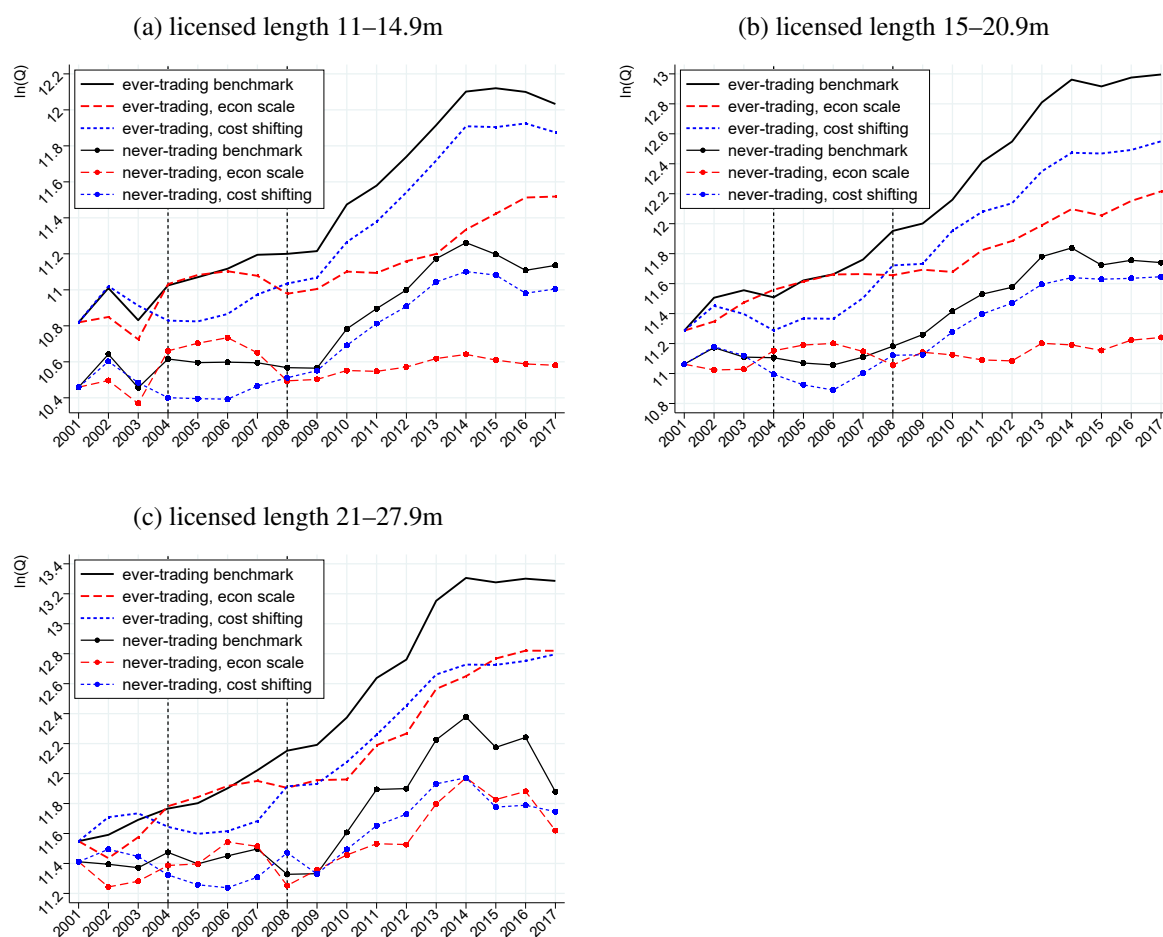 (a) licensed length 11–14.9m
ln(Q)
12.2
12
11.8
11.6
11.4
11.2
11
10.8
10.6
10.4
ever-trading benchmark
ever-trading, econ scale
ever-trading, cost shifting
never-trading benchmark
never-trading, econ scale
never-trading, cost shifting
2001 2002 2003 2004 2005 2006 2007 2008 2009 2010 2011 2012 2013 2014 2015 2016 2017
(b) licensed length 15–20.9m
ln(Q)
13
12.8
12.6
12.4
12.2
12
11.8
11.6
11.4
11.2
11
10.8
ever-trading benchmark
ever-trading, econ scale
ever-trading, cost shifting
never-trading benchmark
never-trading, econ scale
never-trading, cost shifting
2001 2002 2003 2004 2005 2006 2007 2008 2009 2010 2011 2012 2013 2014 2015 2016 2017
(c) licensed length 21–27.9m
ln(Q)
13.4
13.2
13
12.8
12.6
12.4
12.2
12
11.8
11.6
11.4
11.2
ever-trading benchmark
ever-trading, econ scale
ever-trading, cost shifting
never-trading benchmark
never-trading, econ scale
never-trading, cost shifting
2001 2002 2003 2004 2005 2006 2007 2008 2009 2010 2011 2012 2013 2014 2015 2016 2017